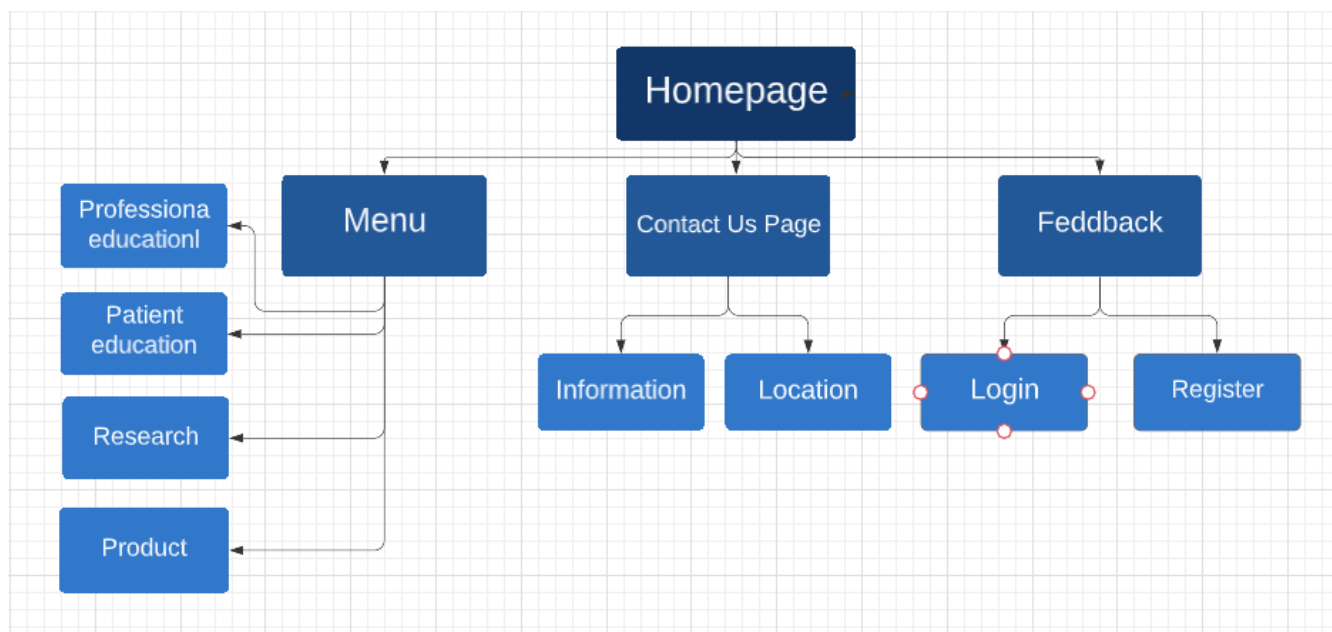 Homepage
Menu
Contact Us Page
Feddback
Professiona
educationl
Patient
education
Research
Product
Information
Location
Login
Register